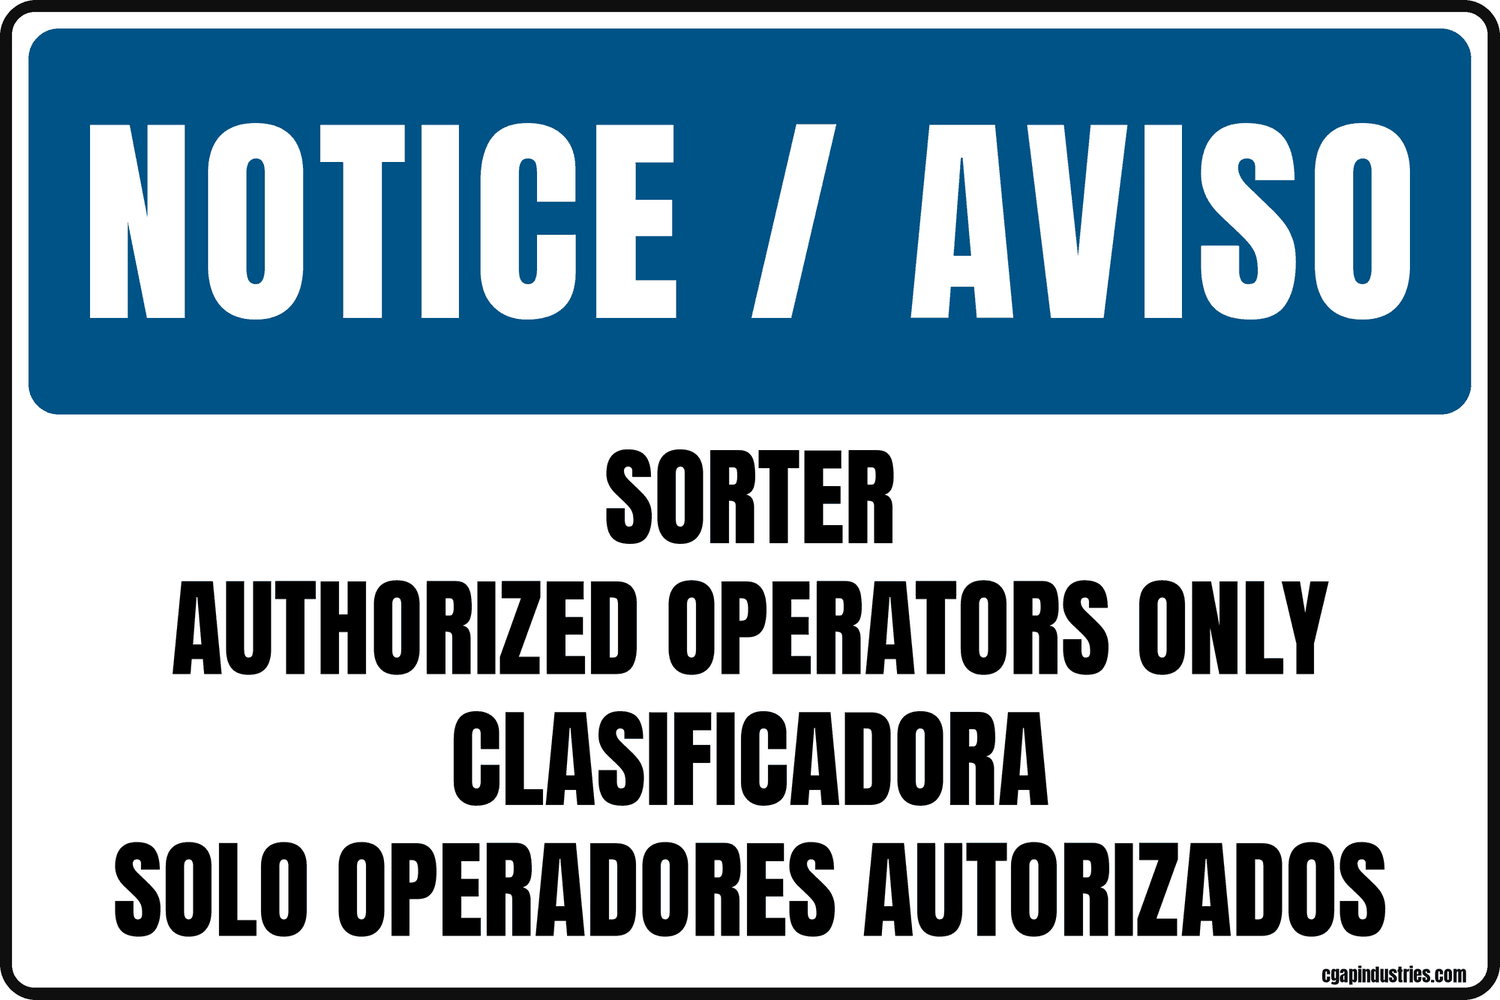 NOTICE / AVISO
SORTER
AUTHORIZED OPERATORS ONLY
CLASIFICADORA
SOLO OPERADORES AUTORIZADOS
cgapindustries.com